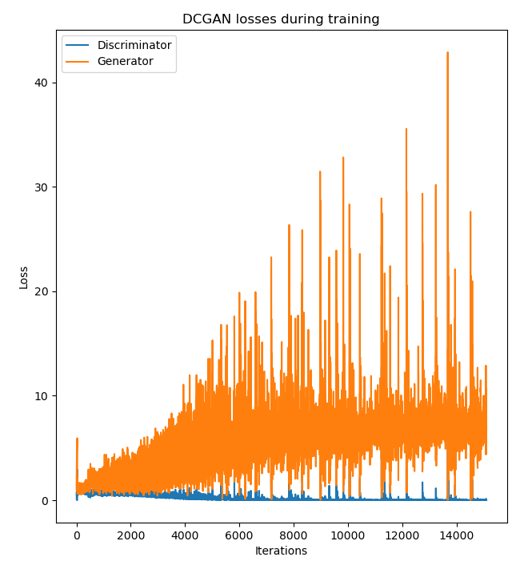 DCGAN losses during training
Discriminator
Generator
40
30
20
10
0
Loss
0 2000 4000 6000 8000 10000 12000 14000
Iterations